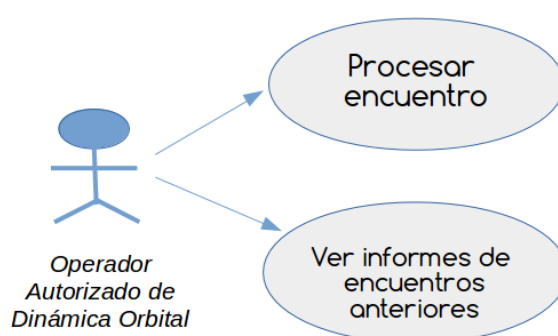 Procesar
encuentro
Ver informes de
encuentros
anteriores
Operador
Autorizado de
Dinámica Orbital